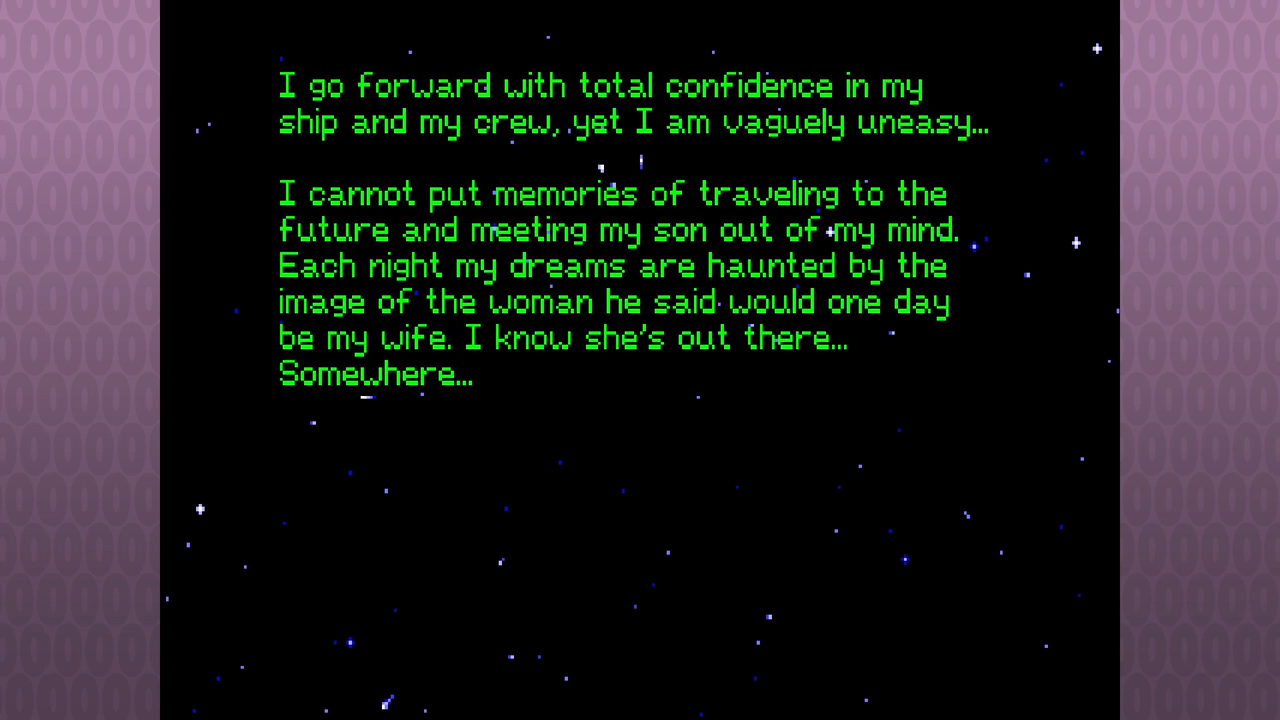 I go forward with total confidence in my
ship and my crew, yet I am vaguely uneasy...
I cannot put memories of traveling to the
future and meeting my son out of my mind.
Each night my dreams are haunted by the
image of the woman he said would one day
be my wife. I know she's out there...
Somewhere...